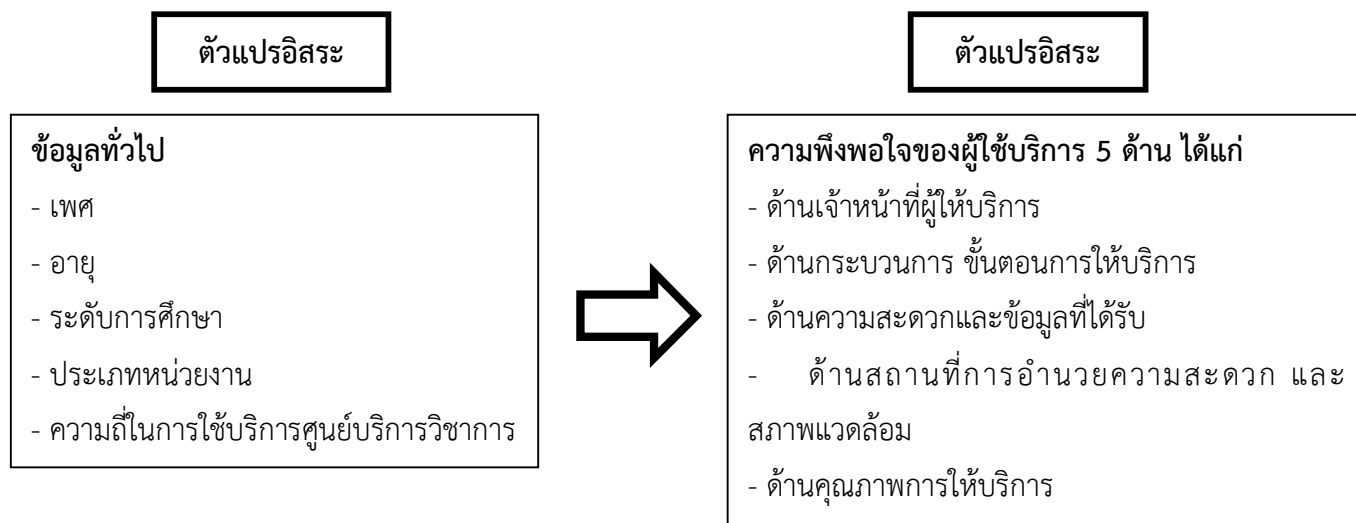 ตัวแปรอิสระ
ข้อมูลทั่วไป
- เพศ
- อายุ
- ระดับการศึกษา
- ประเภทหน่วยงาน
- ความถี่ในการใช้บริการศูนย์บริการวิชาการ
ตัวแปรอิสระ
ความพึงพอใจของผู้ใช้บริการ 5 ด้าน ได้แก่
- ด้านเจ้าหน้าที่ผู้ให้บริการ
- ด้านกระบวนการ ขั้นตอนการให้บริการ
- ด้านความสะดวกและข้อมูลที่ได้รับ
- ด้านสถานที่การอำนวยความสะดวก และ
สภาพแวดล้อม
- ด้านคุณภาพการให้บริการ